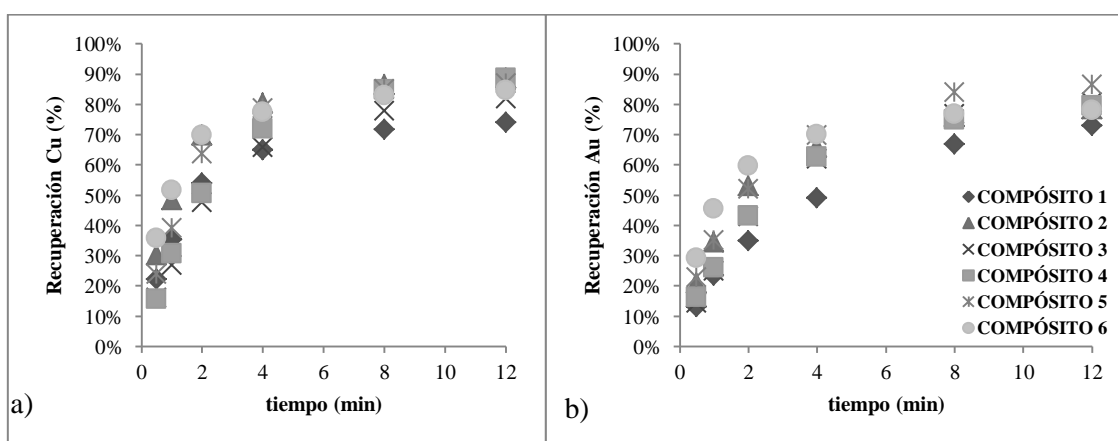 100%
90%
80%
70%
60%
50%
40%
30%
20%
10%
0%
Recuperación Cu (%)
0 2 4 6 8 10 12
tiempo (min)
a)
100%
90%
80%
70%
60%
50%
40%
30%
20%
10%
0%
Recuperación Au (%)
COMPÓSITO 1
COMPÓSITO 2
COMPÓSITO 3
COMPÓSITO 4
COMPÓSITO 5
COMPÓSITO 6
0 2 4 6 8 10 12
tiempo (min)
b)